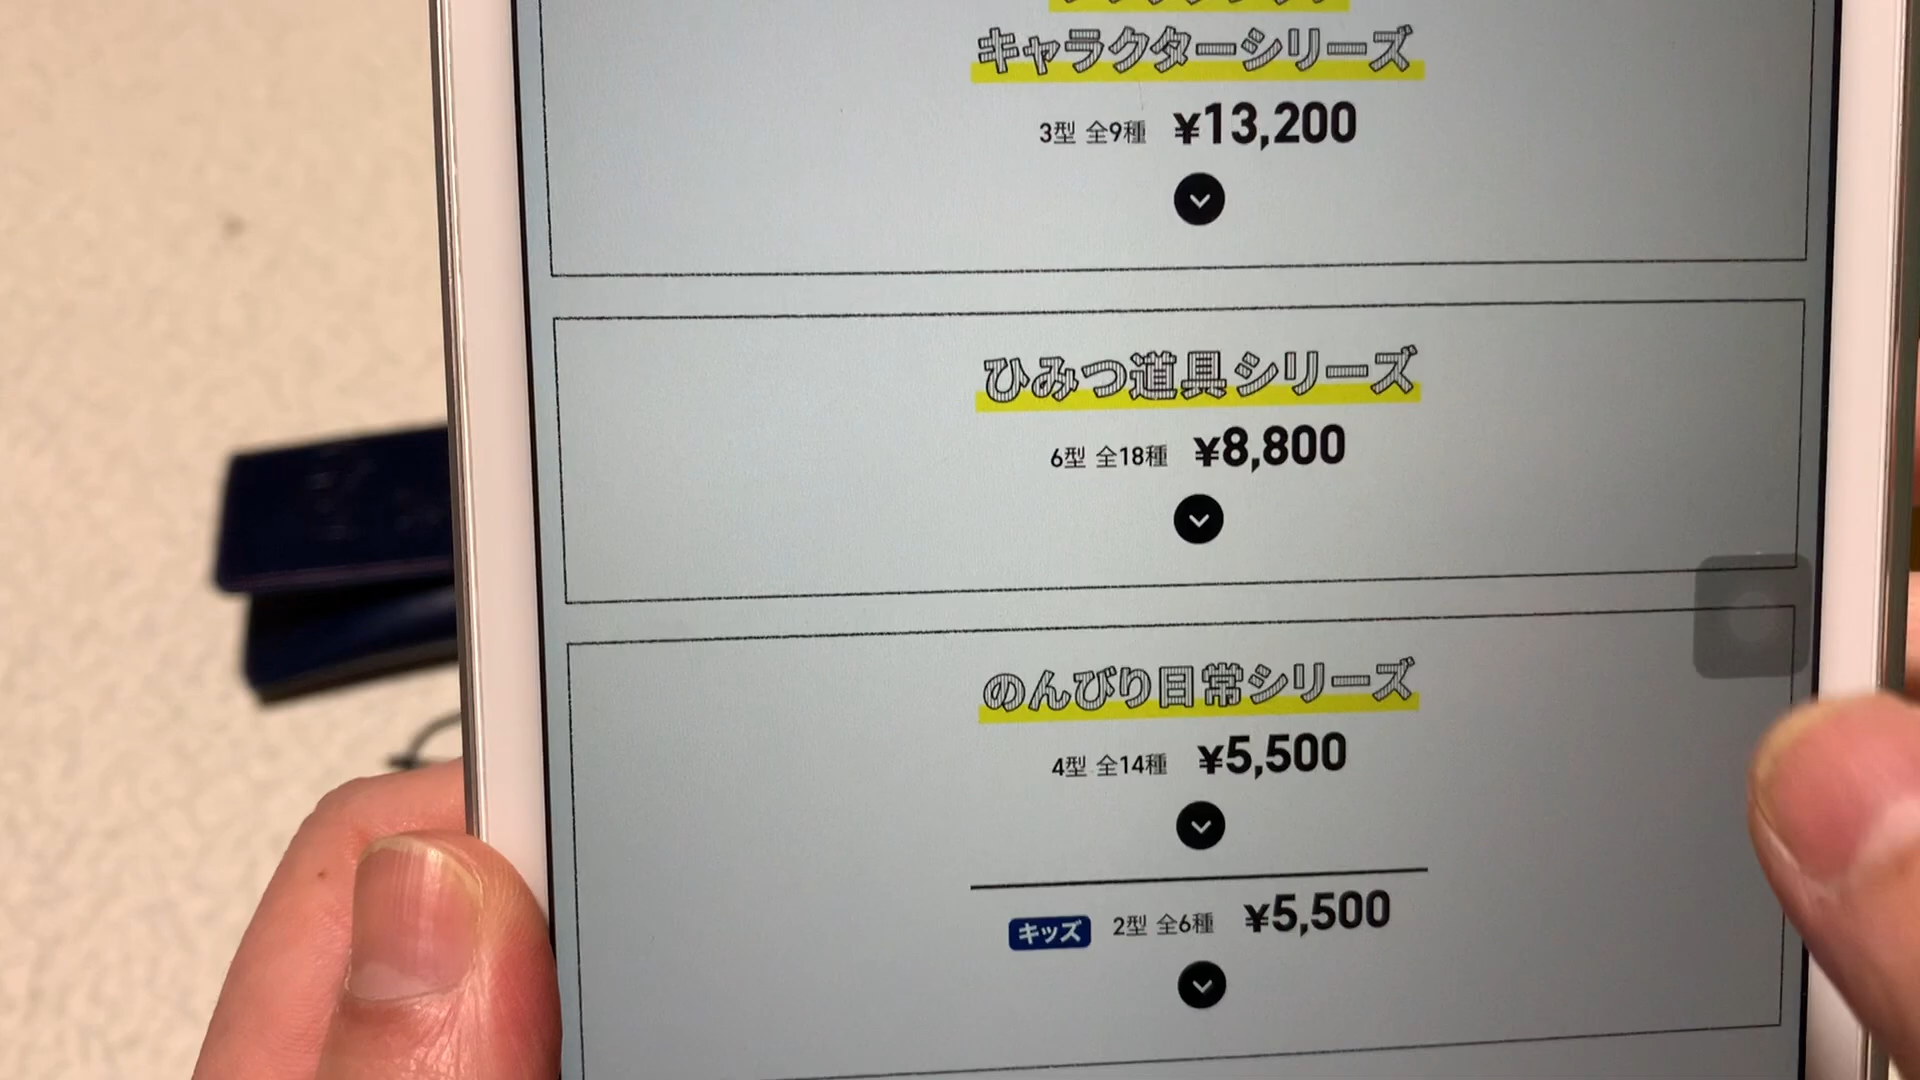 キャラクターシリーズ
3型 全9種 ¥13,200
ひみつ道具シリーズ
6型 全18種 ¥8,800
のんびり日常シリーズ
4型 全14種 ¥5,500
キッズ 2型 全6種 ¥5,500